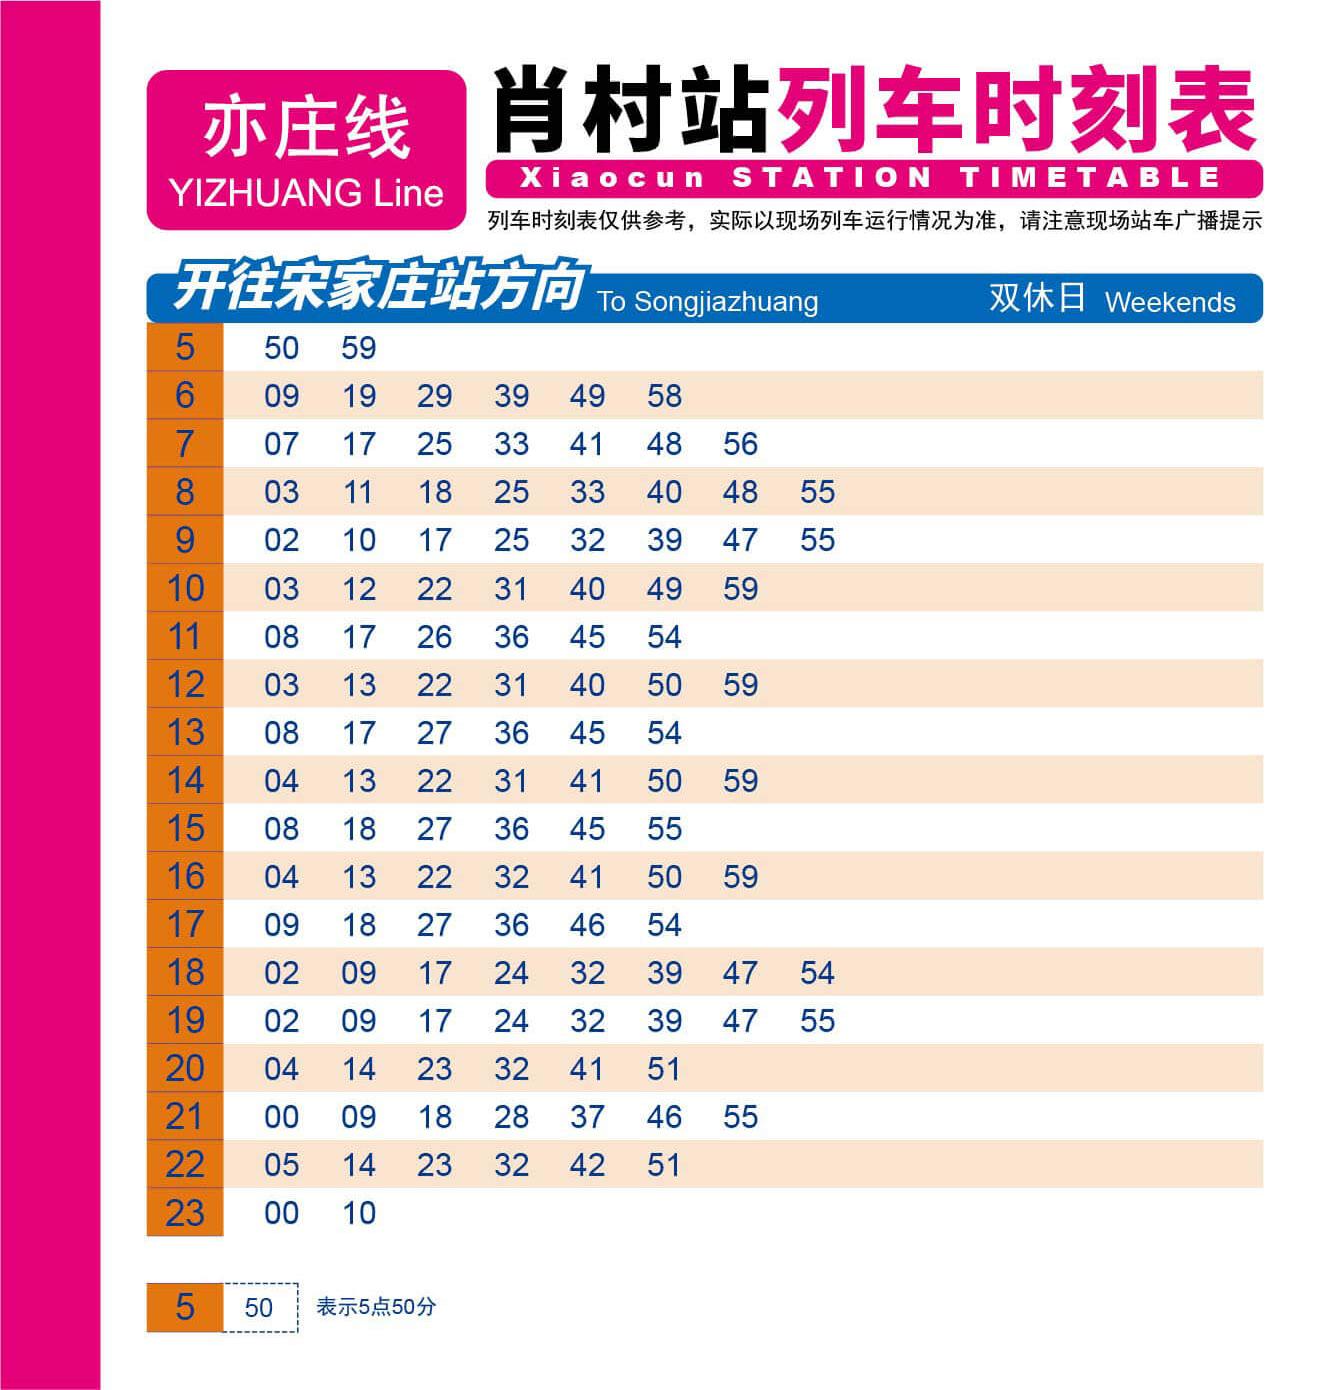 亦庄线
YIZHUANG Line
肖村站列车时刻表
Xiaocun STATION TIMETABLE
列车时刻表仅供参考，实际以现场列车运行情况为准，请注意现场站车广播提示
开往宋家庄站方向 To Songjiazhuang 双休日 Weekends
5 50 59
6 09 19 29 39 49 58
7 07 17 25 33 41 48 56
8 03 11 18 25 33 40 48 55
9 02 10 17 25 32 39 47 55
10 03 12 22 31 40 49 59
11 08 17 26 36 45 54
12 03 13 22 31 40 50 59
13 08 17 27 36 45 54
14 04 13 22 31 41 50 59
15 08 18 27 36 45 55
16 04 13 22 32 41 50 59
17 09 18 27 36 46 54
18 02 09 17 24 32 39 47 54
19 02 09 17 24 32 39 47 55
20 04 14 23 32 41 51
21 00 09 18 28 37 46 55
22 05 14 23 32 42 51
23 00 10
5 50 表示5点50分